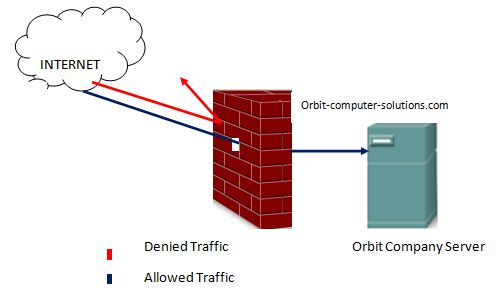 INTERNET
Orbit-computer-solutions.com
Denied Traffic
Orbit Company Server
Allowed Traffic